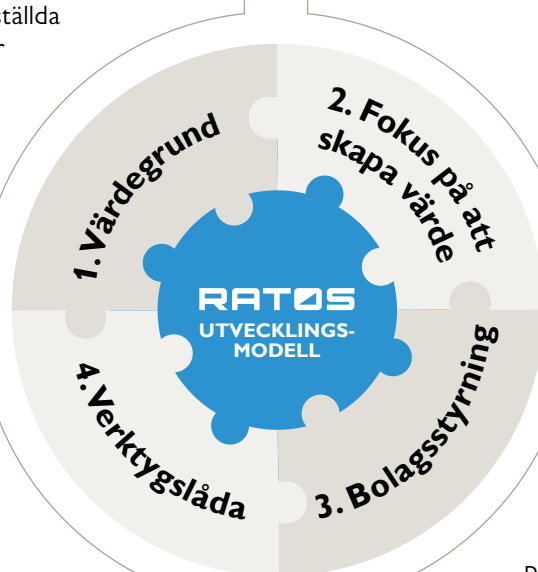 ställda
r
1. Värdegrund
2. Fokus på att
skapa värde
RATOS
UTVECKLINGS-
MODELL
4. Verktygslåda
3. Bolagsstyrning